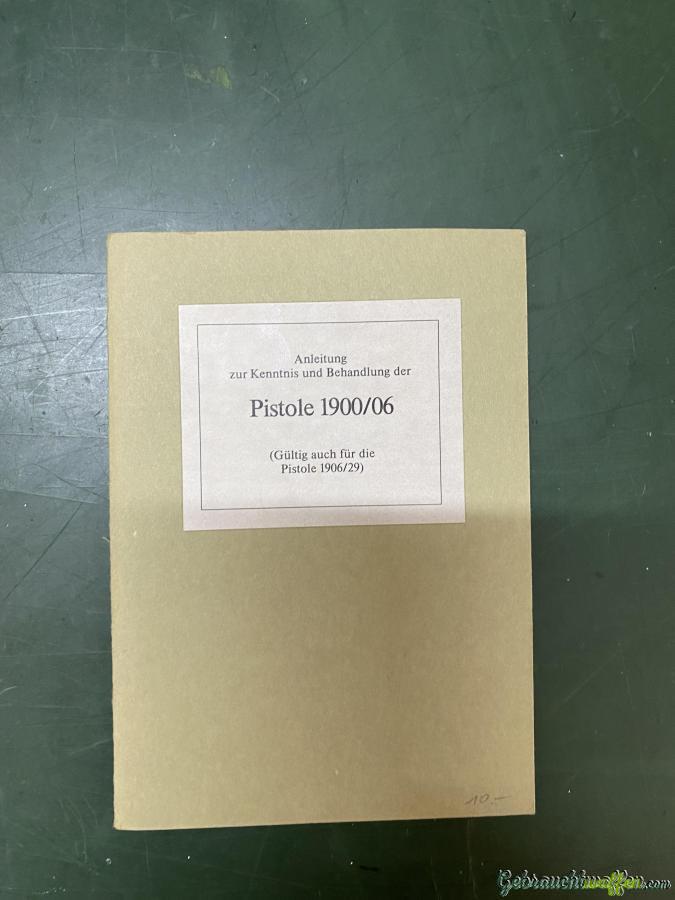 Anleitung
zur Kenntnis und Behandlung der
Pistole 1900/06
(Gültig auch für die
Pistole 1906/29)
10.–
Gebrauchtwaffen.com